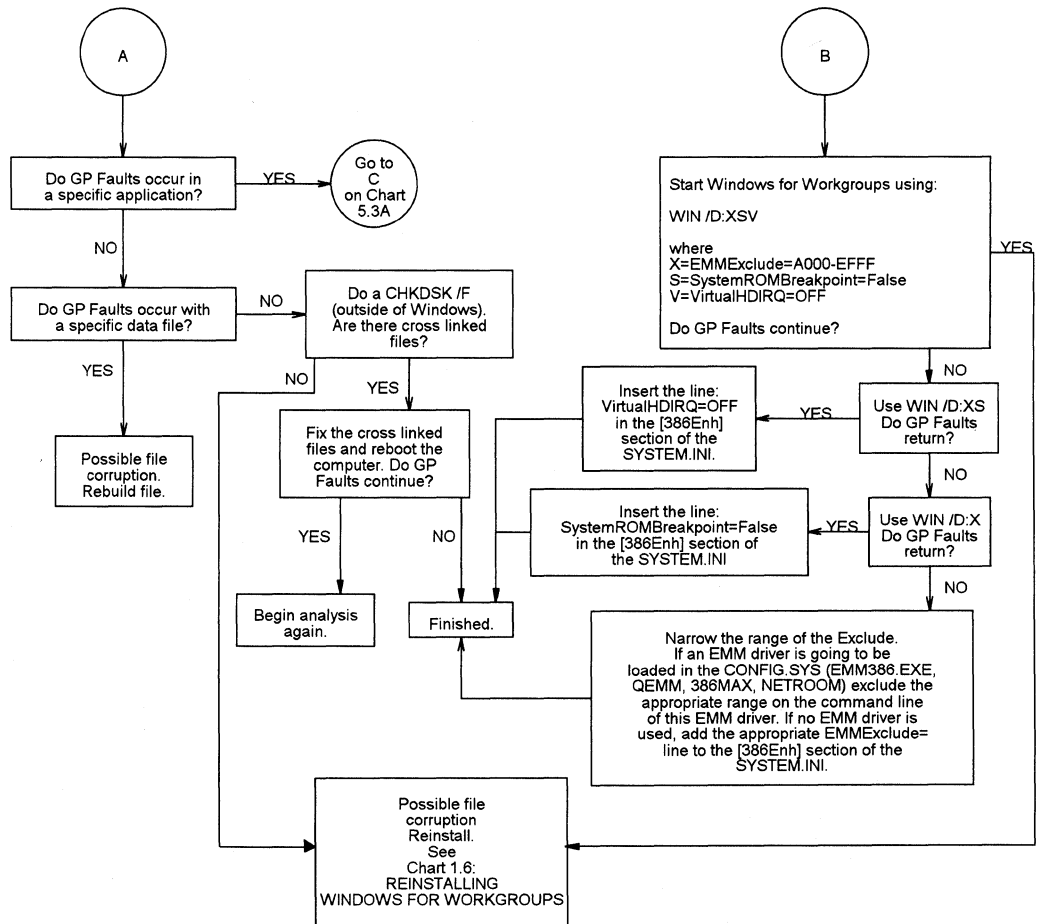 A
Do GP Faults occur in
a specific application?
YES
Go to
C
on Chart
5.3A
NO
Do GP Faults occur with
a specific data file?
NO
YES
Possible file
corruption.
Rebuild file.
Do a CHKDSK /F
(outside of Windows).
Are there cross linked
files?
NO
YES
Fix the cross linked
files and reboot the
computer. Do GP
Faults continue?
YES
NO
Begin analysis
again.
Finished.
B
Start Windows for Workgroups using:
WIN /D:XSV
where
X=EMMExclude=A000-EFFF
S=SystemROMBreakpoint=False
V=VirtualHDIRQ=OFF
Do GP Faults continue?
YES
NO
Use WIN /D:XS
Do GP Faults
return?
YES
Insert the line:
VirtualHDIRQ=OFF
in the [386Enh]
section of the
SYSTEM.INI.
NO
Use WIN /D:X
Do GP Faults
return?
YES
Insert the line:
SystemROMBreakpoint=False
in the [386Enh] section of
the SYSTEM.INI
NO
Narrow the range of the Exclude.
If an EMM driver is going to be
loaded in the CONFIG.SYS (EMM386.EXE,
QEMM, 386MAX, NETROOM) exclude the
appropriate range on the command line
of this EMM driver. If no EMM driver is
used, add the appropriate EMMExclude=
line to the [386Enh] section of the
SYSTEM.INI.
Possible file
corruption
Reinstall.
See
Chart 1.6:
REINSTALLING
WINDOWS FOR WORKGROUPS